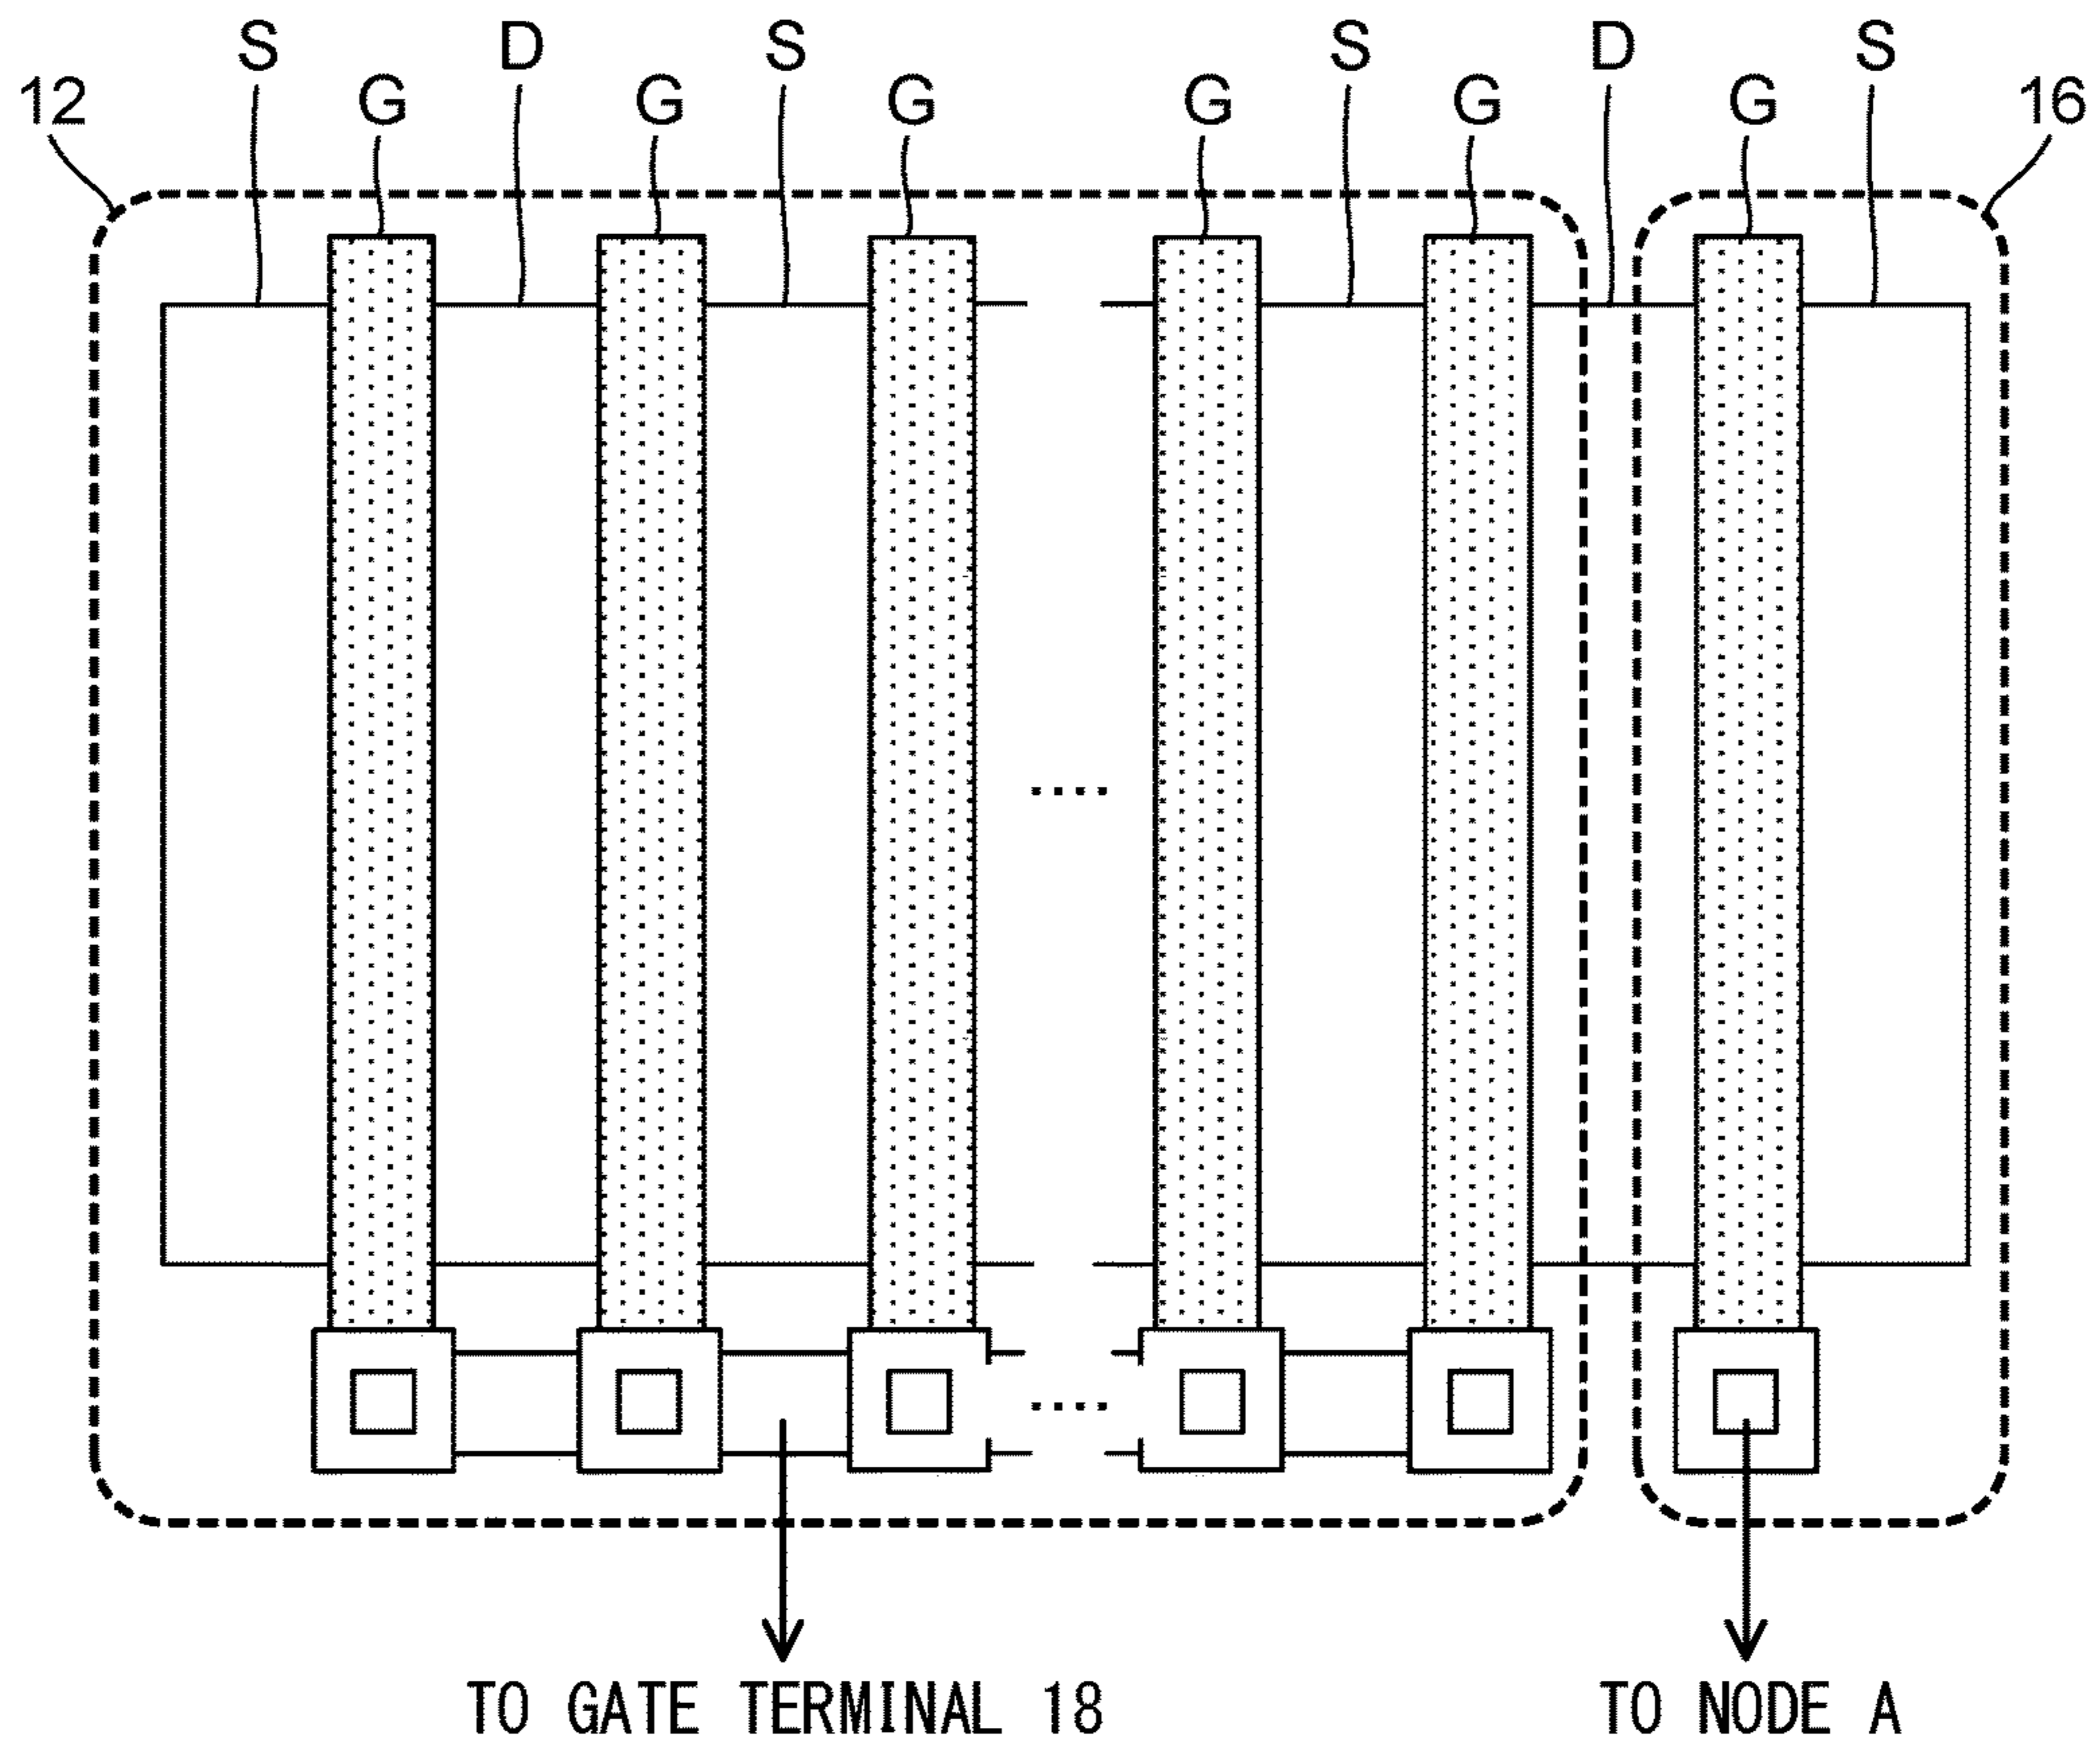 S D S S D S
12 G G G G G G 16
TO GATE TERMINAL 18 TO NODE A